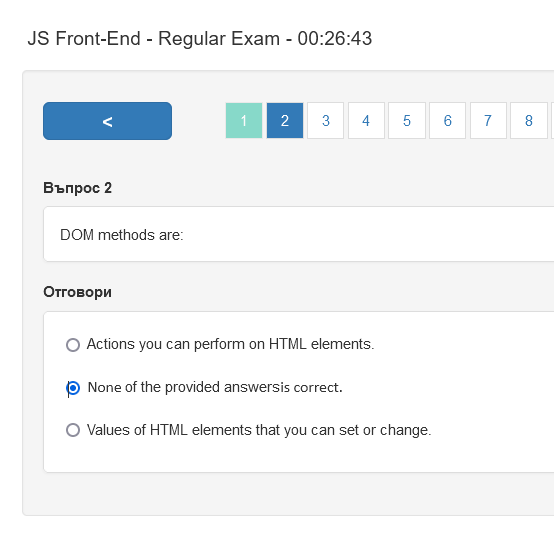 JS Front-End - Regular Exam - 00:26:43
< 1 2 3 4 5 6 7 8
Въпрос 2
DOM methods are:
Отговори
Actions you can perform on HTML elements.
None of the provided answersis correct.
Values of HTML elements that you can set or change.